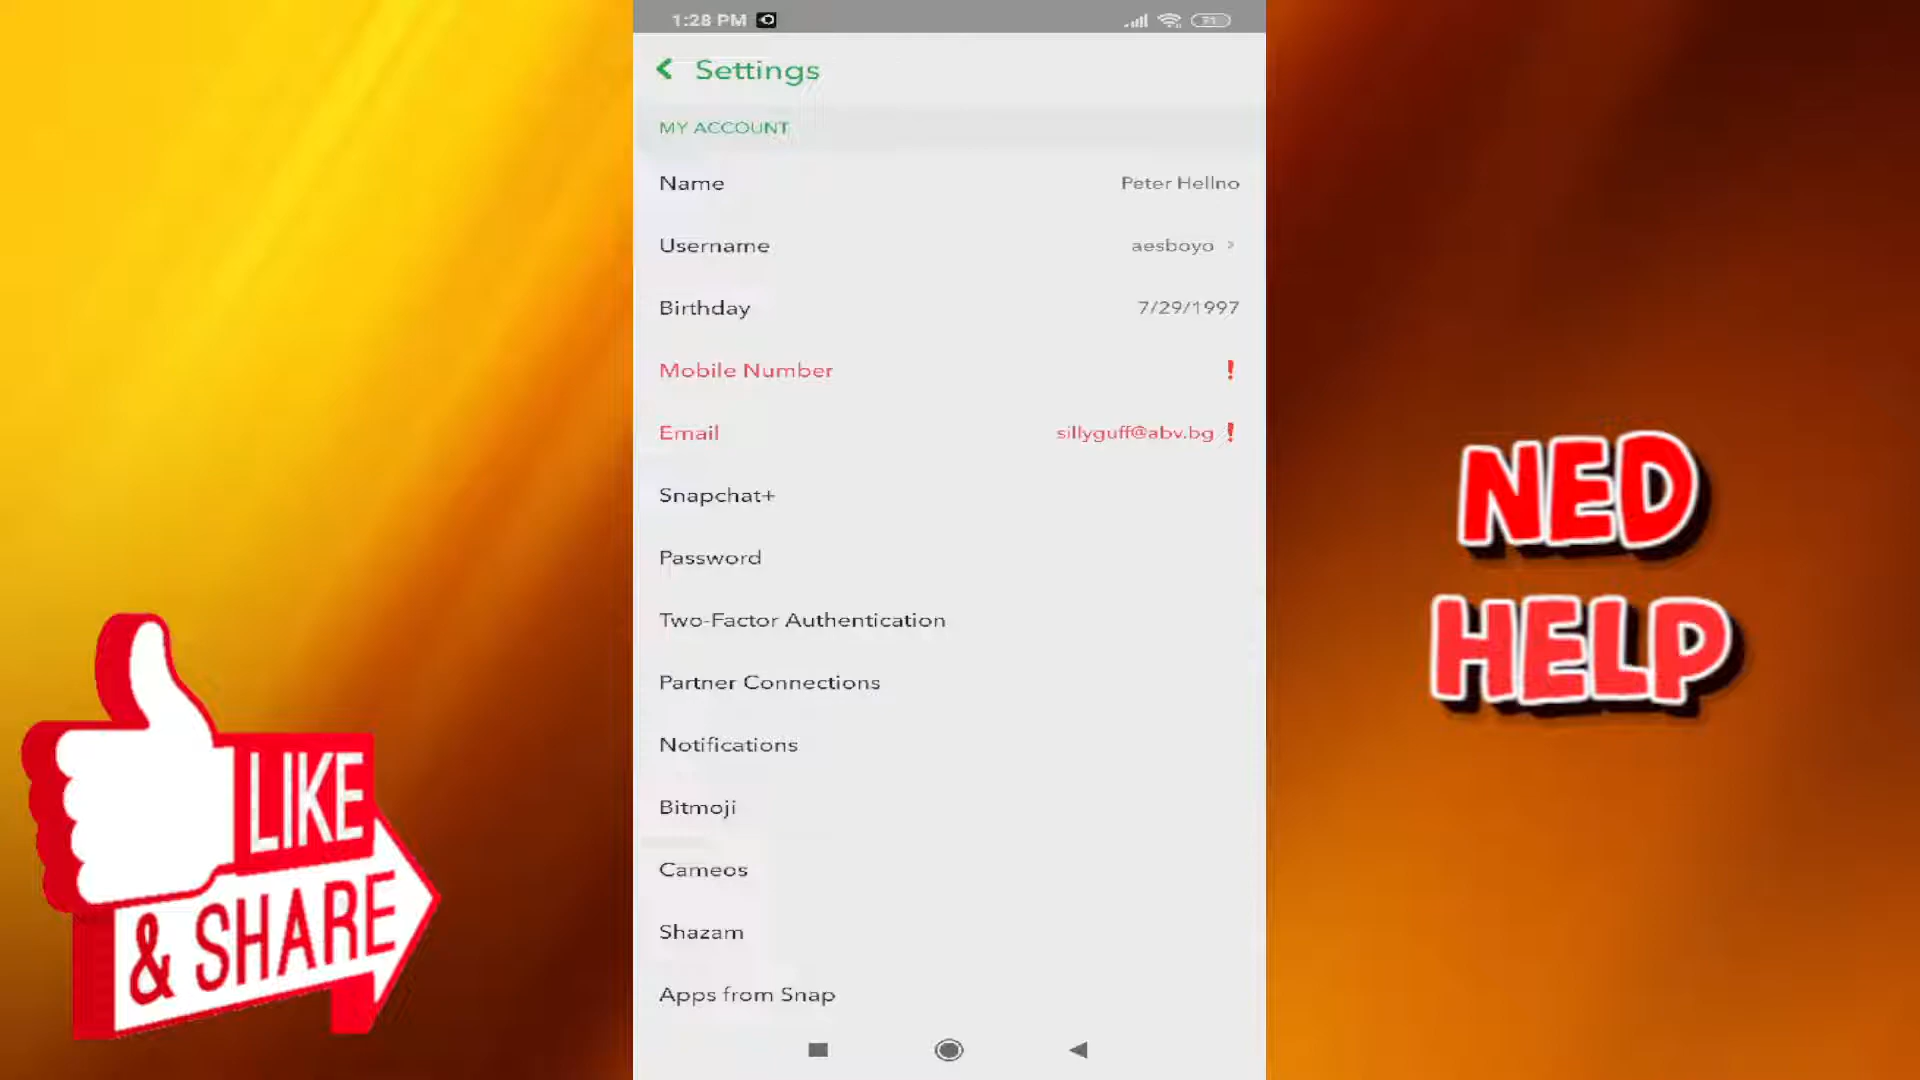 1:28 PM
71
Settings
MY ACCOUNT
Name Peter Hellno
Username aesboyo
Birthday 7/29/1997
Mobile Number !
Email sillyguff@abv.bg !
Snapchat+
Password
Two-Factor Authentication
Partner Connections
Notifications
Bitmoji
Cameos
Shazam
Apps from Snap
LIKE
& SHARE
NED
HELP